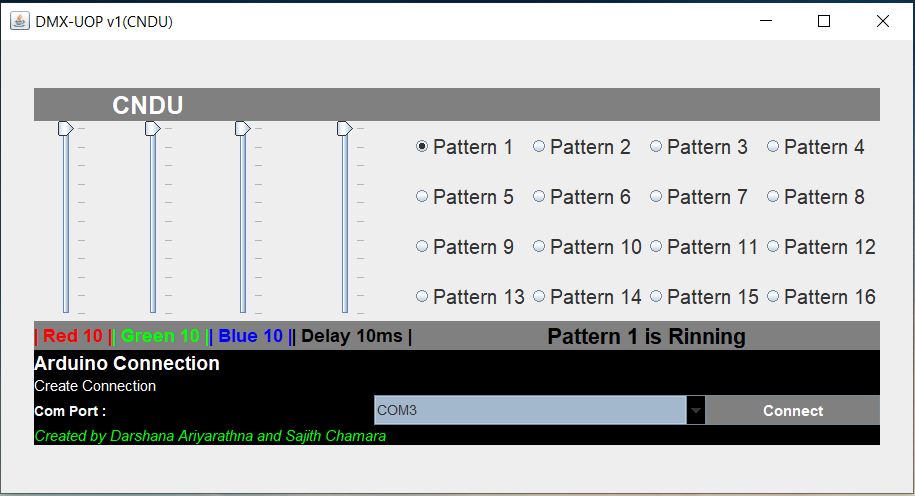 DMX-UOP v1(CNDU)
CNDU
Pattern 1 Pattern 2 Pattern 3 Pattern 4
Pattern 5 Pattern 6 Pattern 7 Pattern 8
Pattern 9 Pattern 10 Pattern 11 Pattern 12
Pattern 13 Pattern 14 Pattern 15 Pattern 16
| Red 10 || Green 10 || Blue 10 || Delay 10ms | Pattern 1 is Rinning
Arduino Connection
Create Connection
Com Port : COM3 Connect
Created by Darshana Ariyarathna and Sajith Chamara